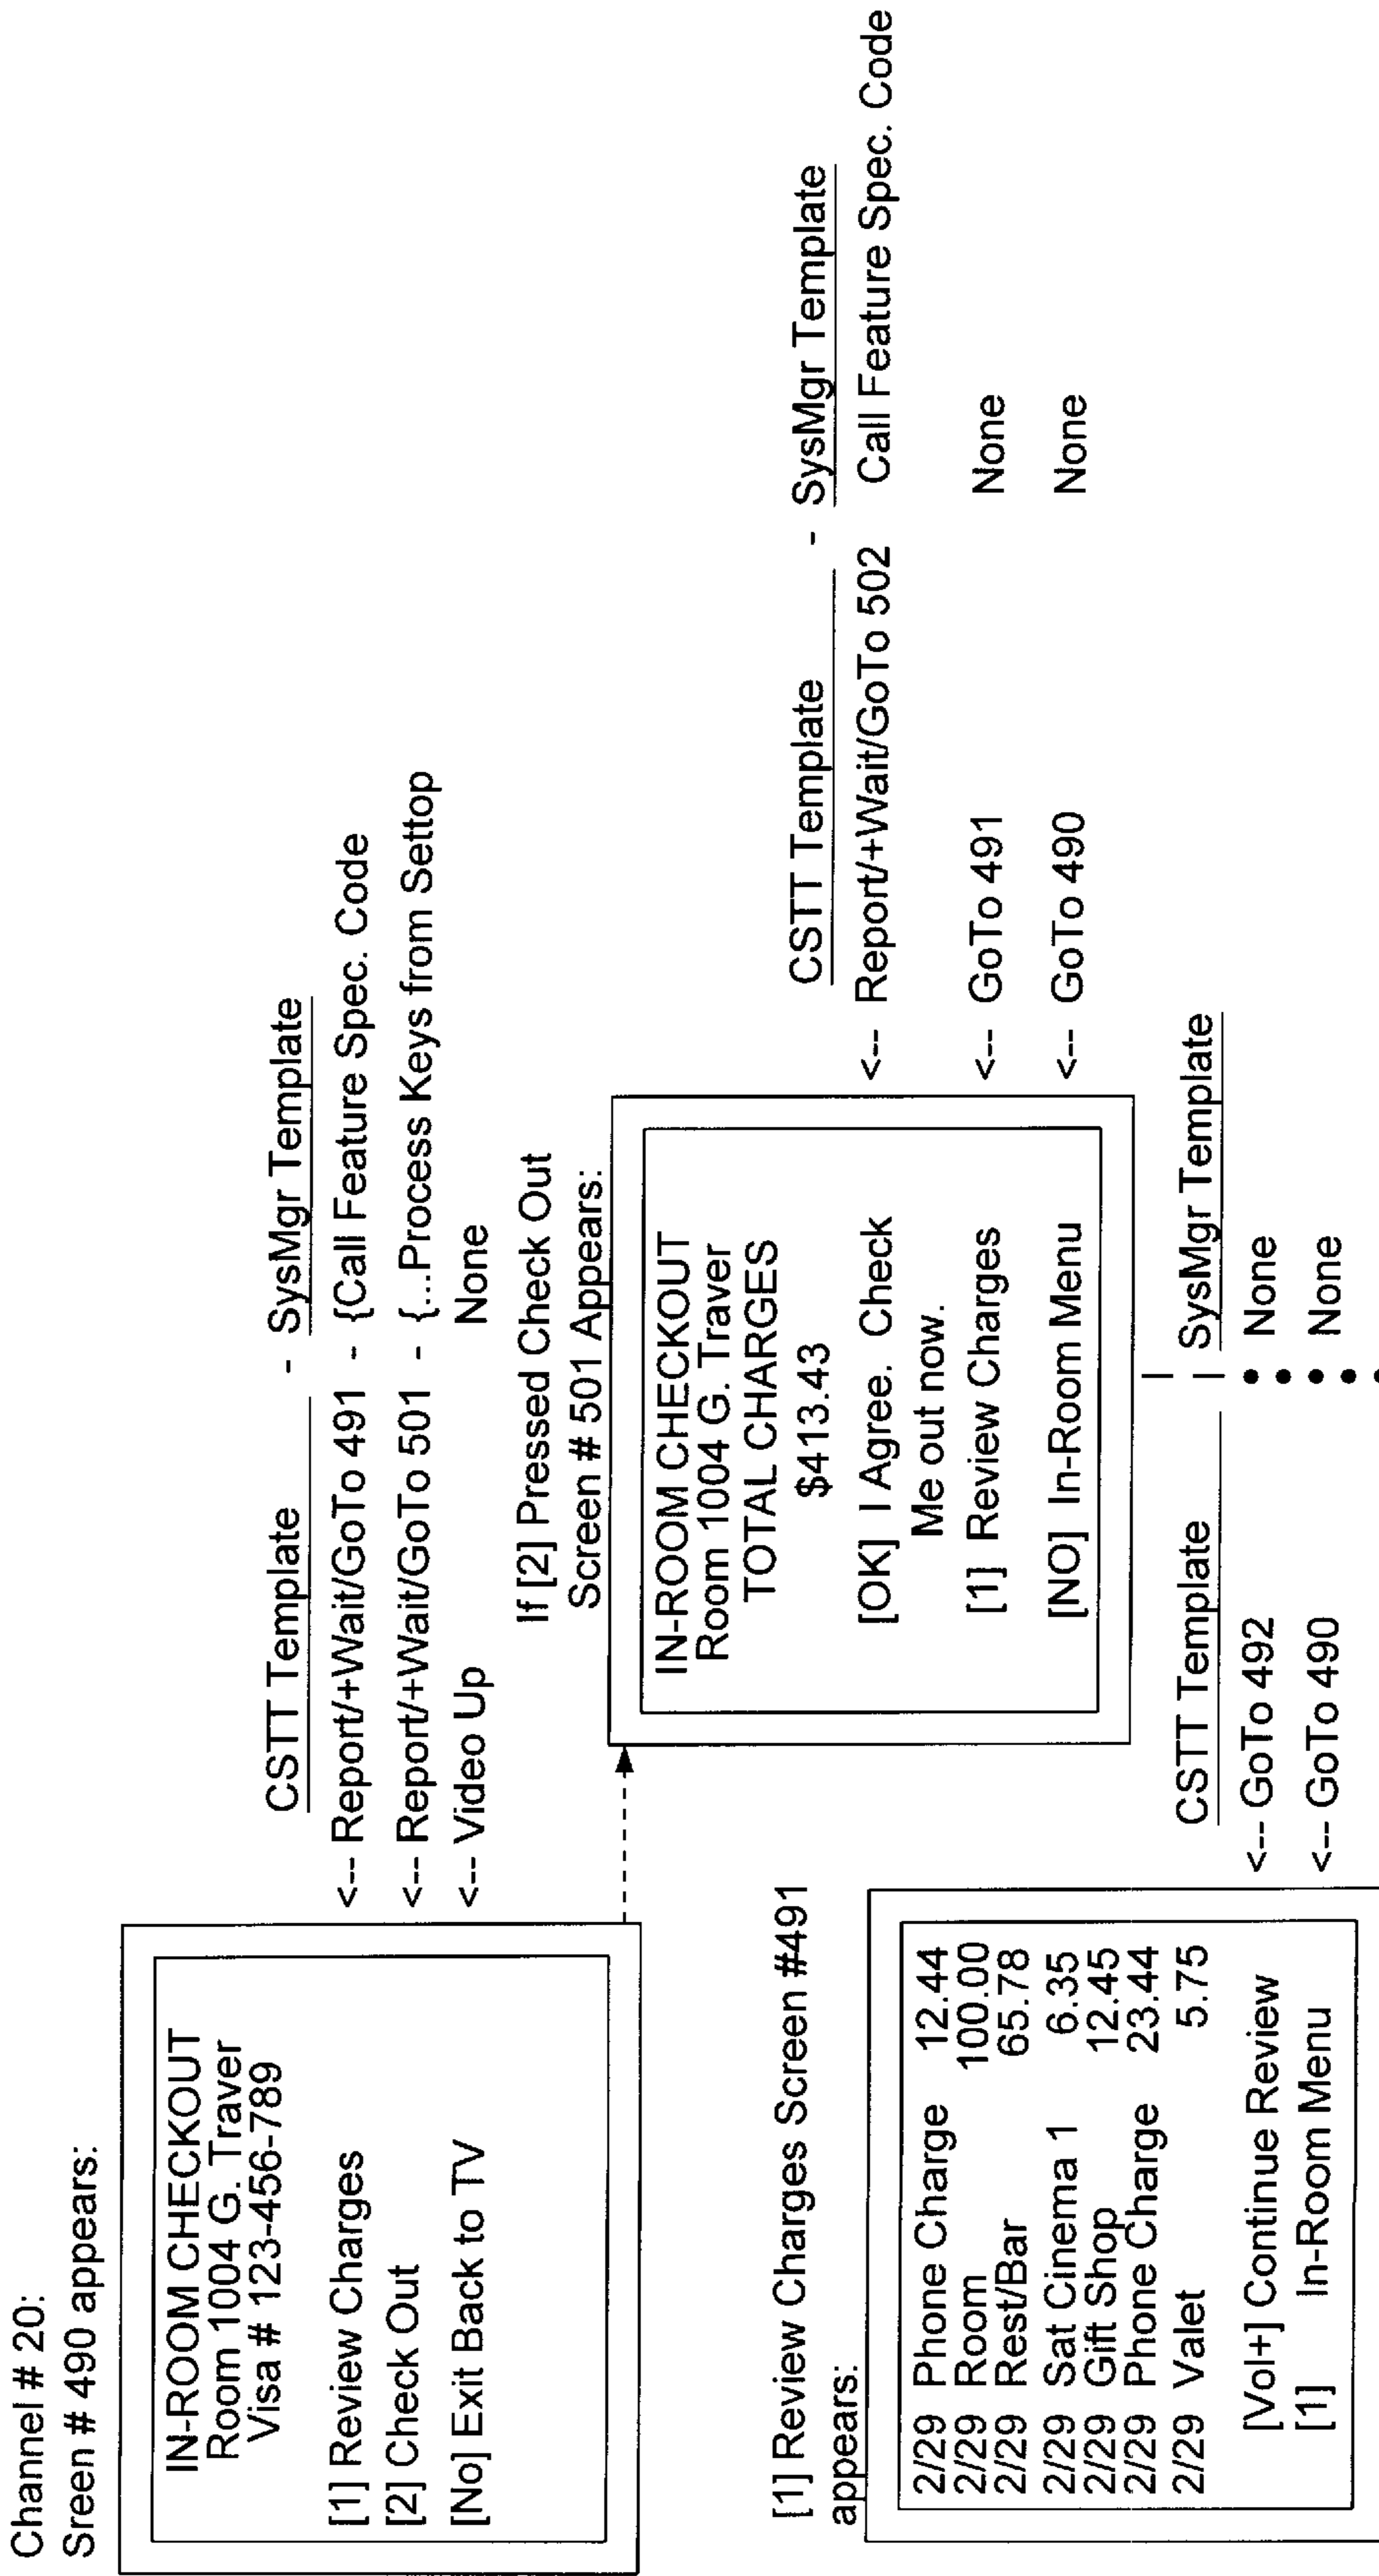 Channel # 20:
Sreen # 490 appears:
IN-ROOM CHECKOUT
Room 1004 G. Traver
Visa # 123-456-789
[1] Review Charges
[2] Check Out
[No] Exit Back to TV
CSTT Template - SysMgr Template
<-- Report/+Wait/GoTo 491 - {Call Feature Spec. Code
<-- Report/+Wait/GoTo 501 - {...Process Keys from Settop
<-- Video Up None
If [2] Pressed Check Out
Screen # 501 Appears:
IN-ROOM CHECKOUT
Room 1004 G. Traver
TOTAL CHARGES
$413.43
[OK] I Agree. Check
Me out now.
[1] Review Charges
[NO] In-Room Menu
CSTT Template - SysMgr Template
<-- Report/+Wait/GoTo 502 Call Feature Spec. Code
<-- GoTo 491 None
<-- GoTo 490 None
[1] Review Charges Screen #491
appears:
2/29 Phone Charge 12.44
2/29 Room 100.00
2/29 Rest/Bar 65.78
2/29 Sat Cinema 1 6.35
2/29 Gift Shop 12.45
2/29 Phone Charge 23.44
2/29 Valet 5.75
[Vol+] Continue Review
[1] In-Room Menu
CSTT Template SysMgr Template
<-- GoTo 492 None
<-- GoTo 490 None